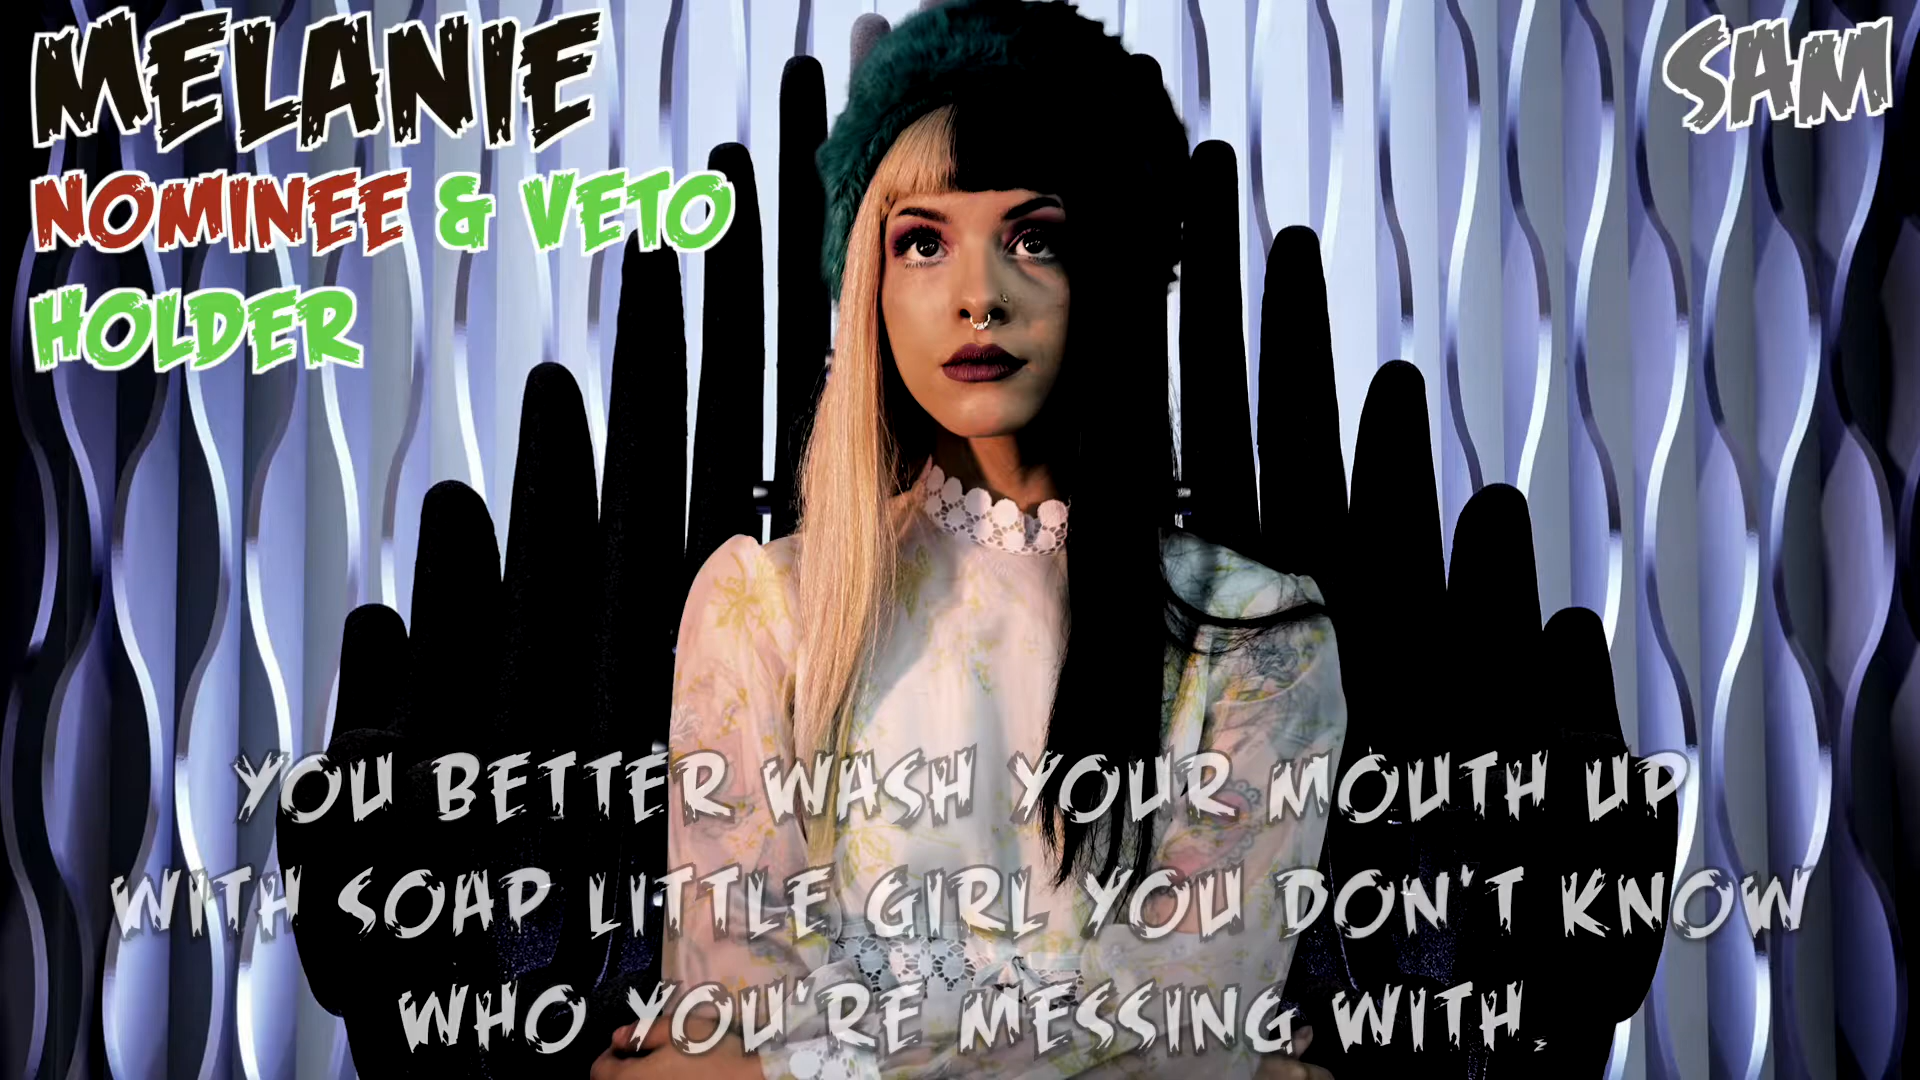 MELANIE
SAM
NOMINEE & VETO
HOLDER
YOU BETTER WASH YOUR MOUTH UP
WITH SOAP LITTLE GIRL YOU DON'T KNOW
WHO YOU'RE MESSING WITH.